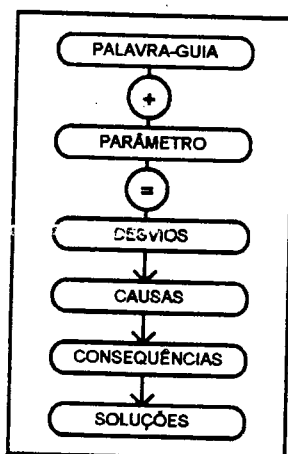 PALAVRA-GUIA
+
PARÂMETRO
=
DESVIOS
CAUSAS
CONSEQUÊNCIAS
SOLUÇÕES